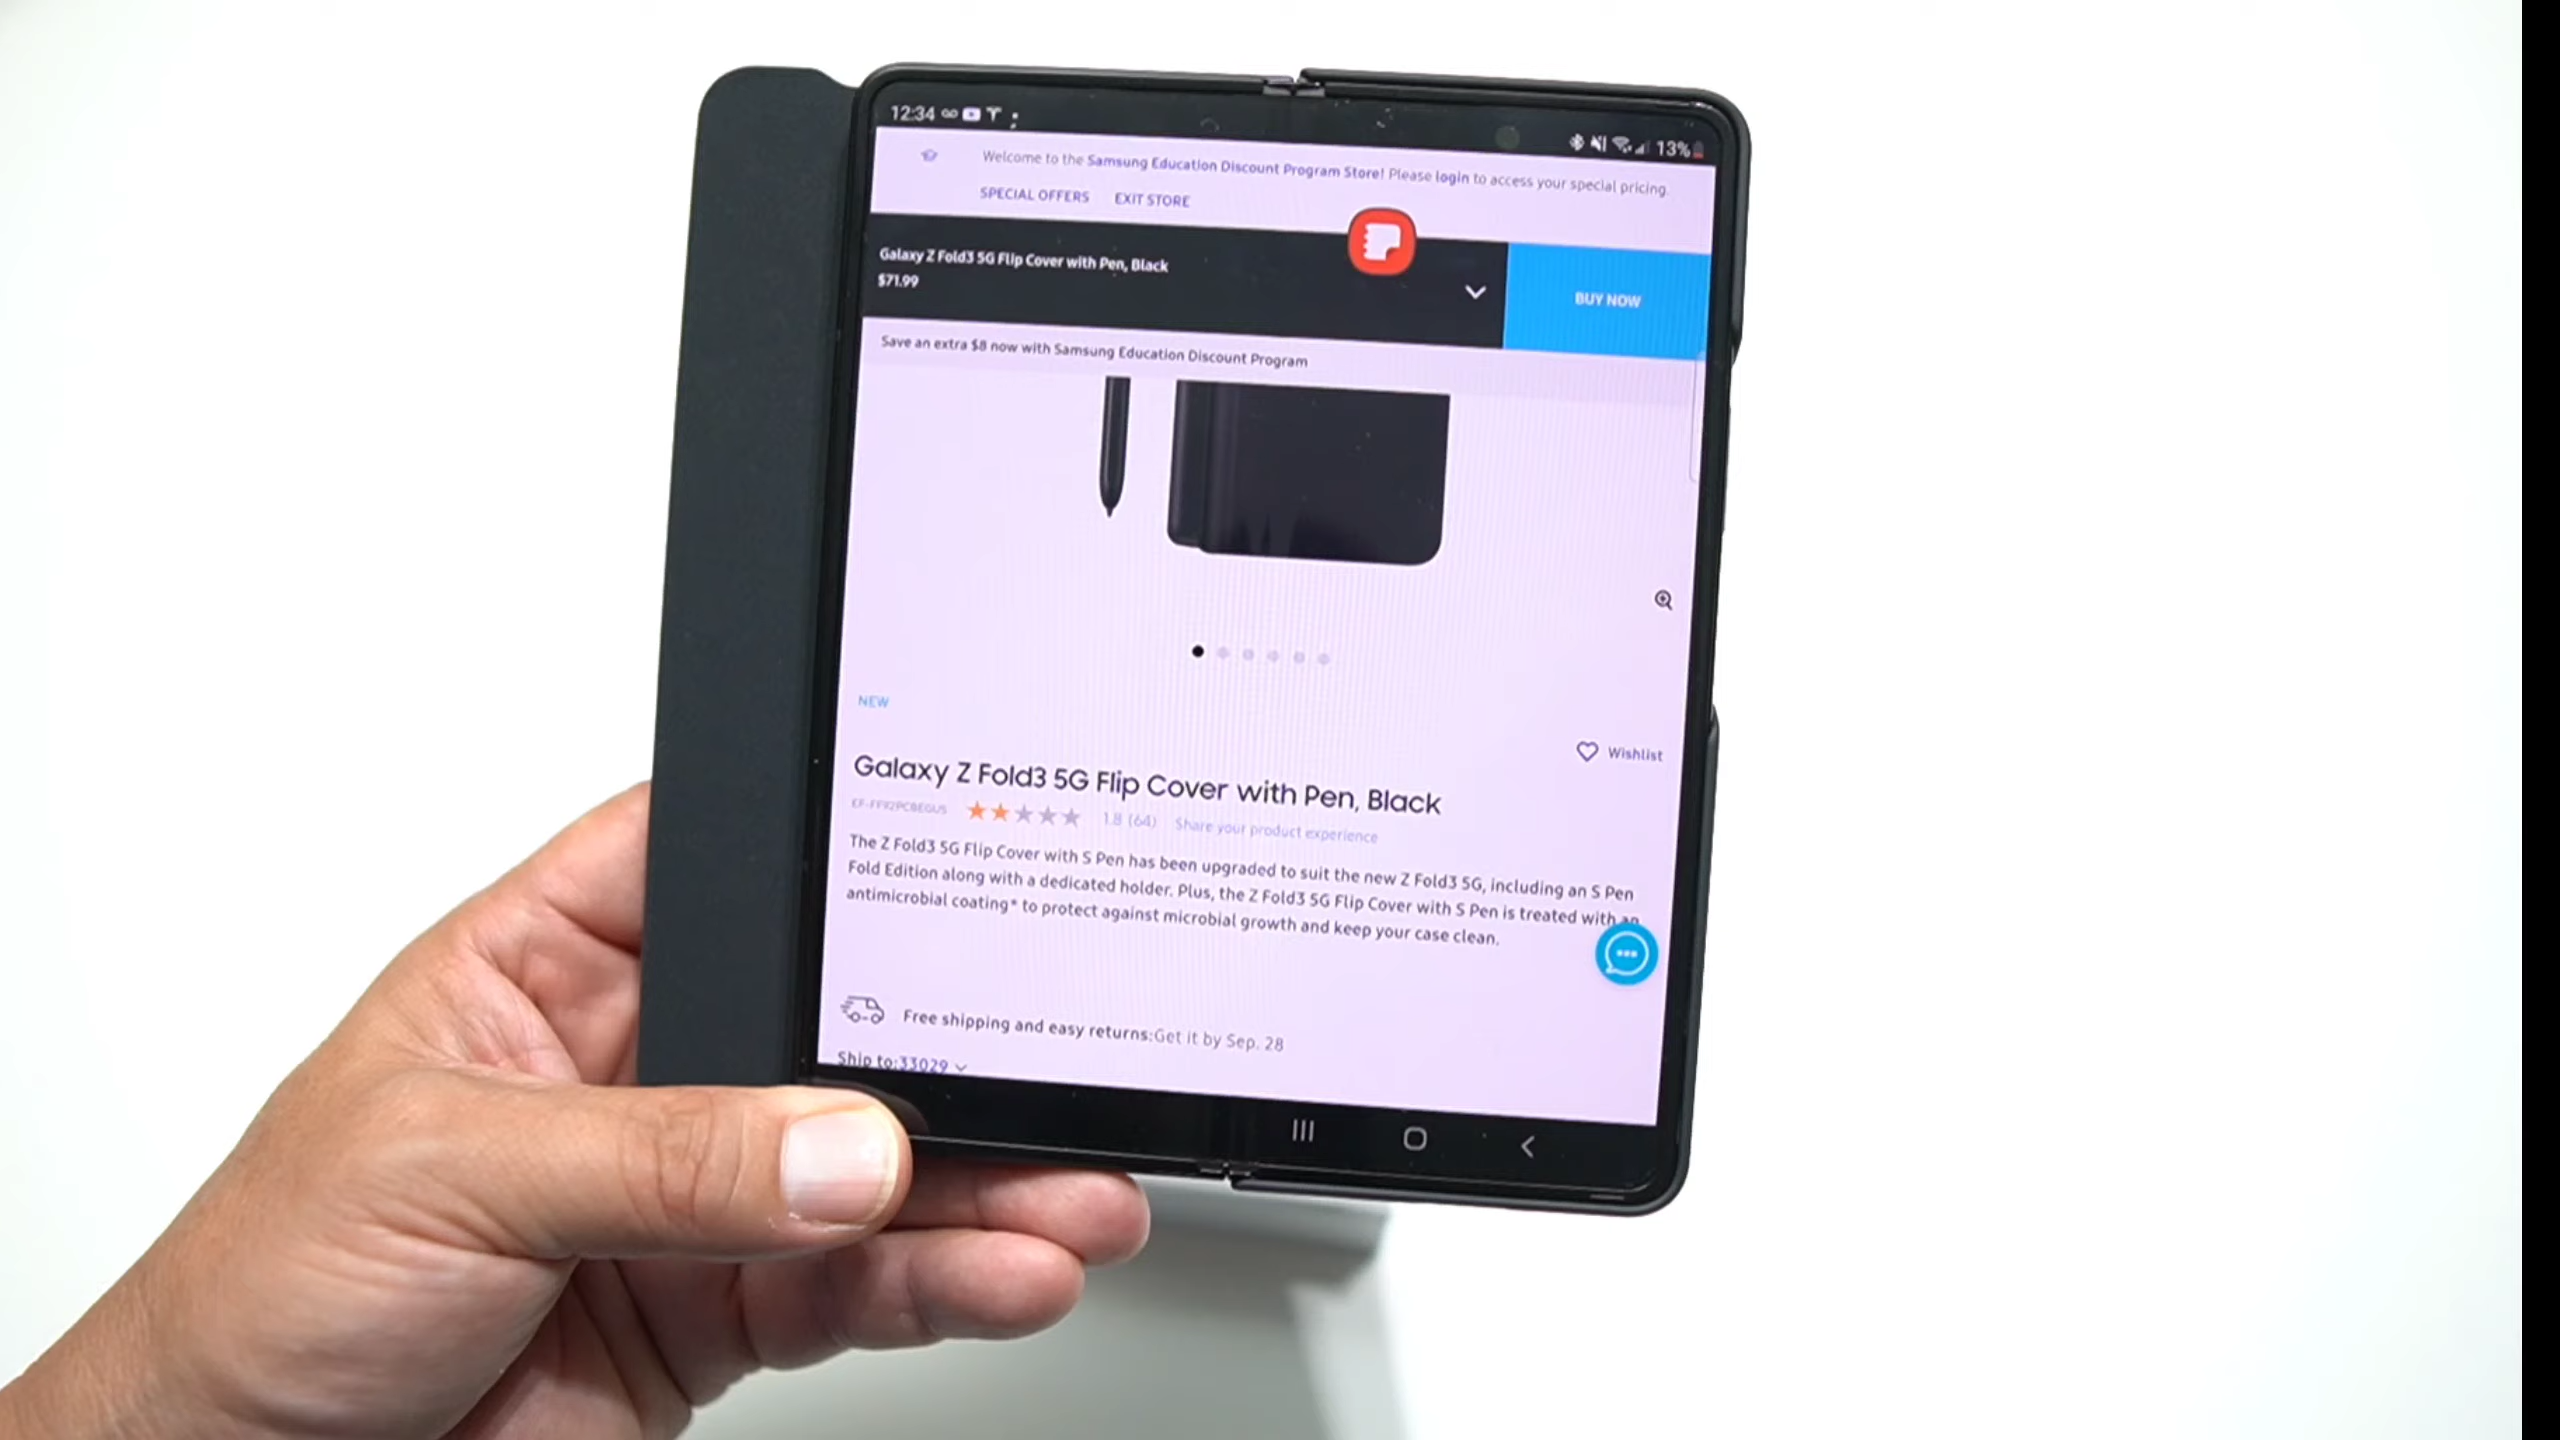 12:34
13%
Welcome to the Samsung Education Discount Program Store! Please login to access your special pricing.
SPECIAL OFFERS EXIT STORE
Galaxy Z Fold3 5G Flip Cover with Pen, Black
$71.99
BUY NOW
Save an extra $8 now with Samsung Education Discount Program
NEW
Wishlist
Galaxy Z Fold3 5G Flip Cover with Pen, Black
EF-FF92PCBEGUS 1.8 (64) Share your product experience
The Z Fold3 5G Flip Cover with S Pen has been upgraded to suit the new Z Fold3 5G, including an S Pen
Fold Edition along with a dedicated holder. Plus, the Z Fold3 5G Flip Cover with S Pen is treated with an
antimicrobial coating* to protect against microbial growth and keep your case clean.
Free shipping and easy returns:Get it by Sep. 28
Ship to:33029